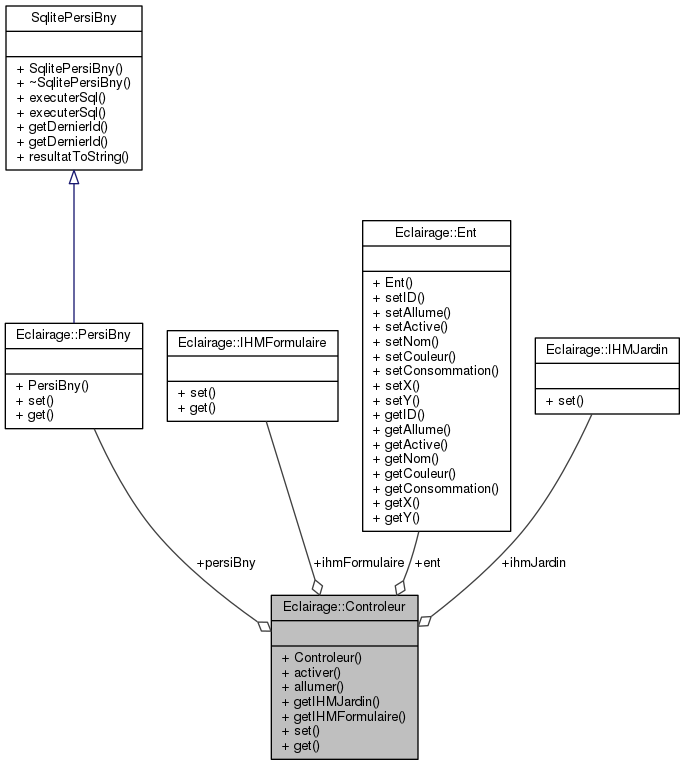 SqlitePersiBny
+ SqlitePersiBny()
+ ~SqlitePersiBny()
+ executerSql()
+ executerSql()
+ getDernierId()
+ getDernierId()
+ resultatToString()
Eclairage::PersiBny
+ PersiBny()
+ set()
+ get()
Eclairage::IHMFormulaire
+ set()
+ get()
Eclairage::Ent
+ Ent()
+ setID()
+ setAllume()
+ setActive()
+ setNom()
+ setCouleur()
+ setConsommation()
+ setX()
+ setY()
+ getID()
+ getAllume()
+ getActive()
+ getNom()
+ getCouleur()
+ getConsommation()
+ getX()
+ getY()
Eclairage::IHMJardin
+ set()
+persiBny
+ihmFormulaire
+ent
+ihmJardin
Eclairage::Controleur
+ Controleur()
+ activer()
+ allumer()
+ getIHMJardin()
+ getIHMFormulaire()
+ set()
+ get()